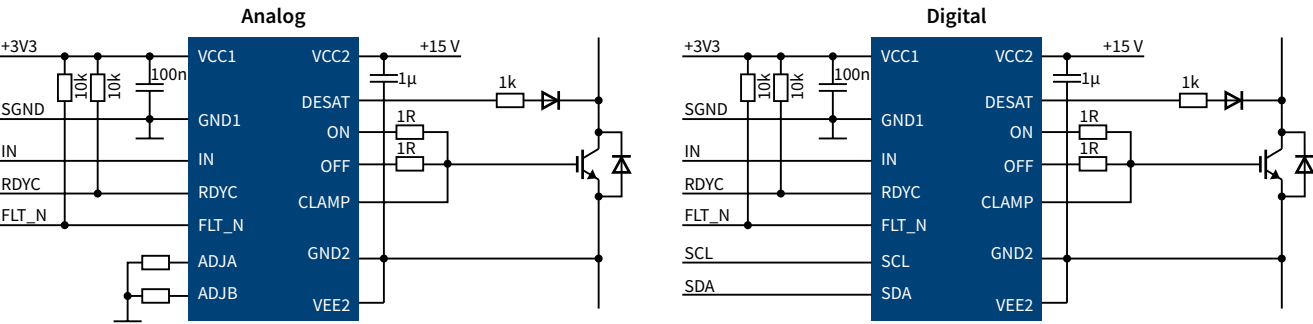 Analog
+3V3
10k
10k
100n
SGND
IN
RDYC
FLT_N
VCC1
GND1
IN
RDYC
FLT_N
ADJA
ADJB
VCC2
DESAT
ON
OFF
CLAMP
GND2
VEE2
+15 V
1µ
1k
1R
1R
Digital
+3V3
10k
10k
100n
SGND
IN
RDYC
FLT_N
SCL
SDA
VCC1
GND1
IN
RDYC
FLT_N
SCL
SDA
VCC2
DESAT
ON
OFF
CLAMP
GND2
VEE2
+15 V
1µ
1k
1R
1R